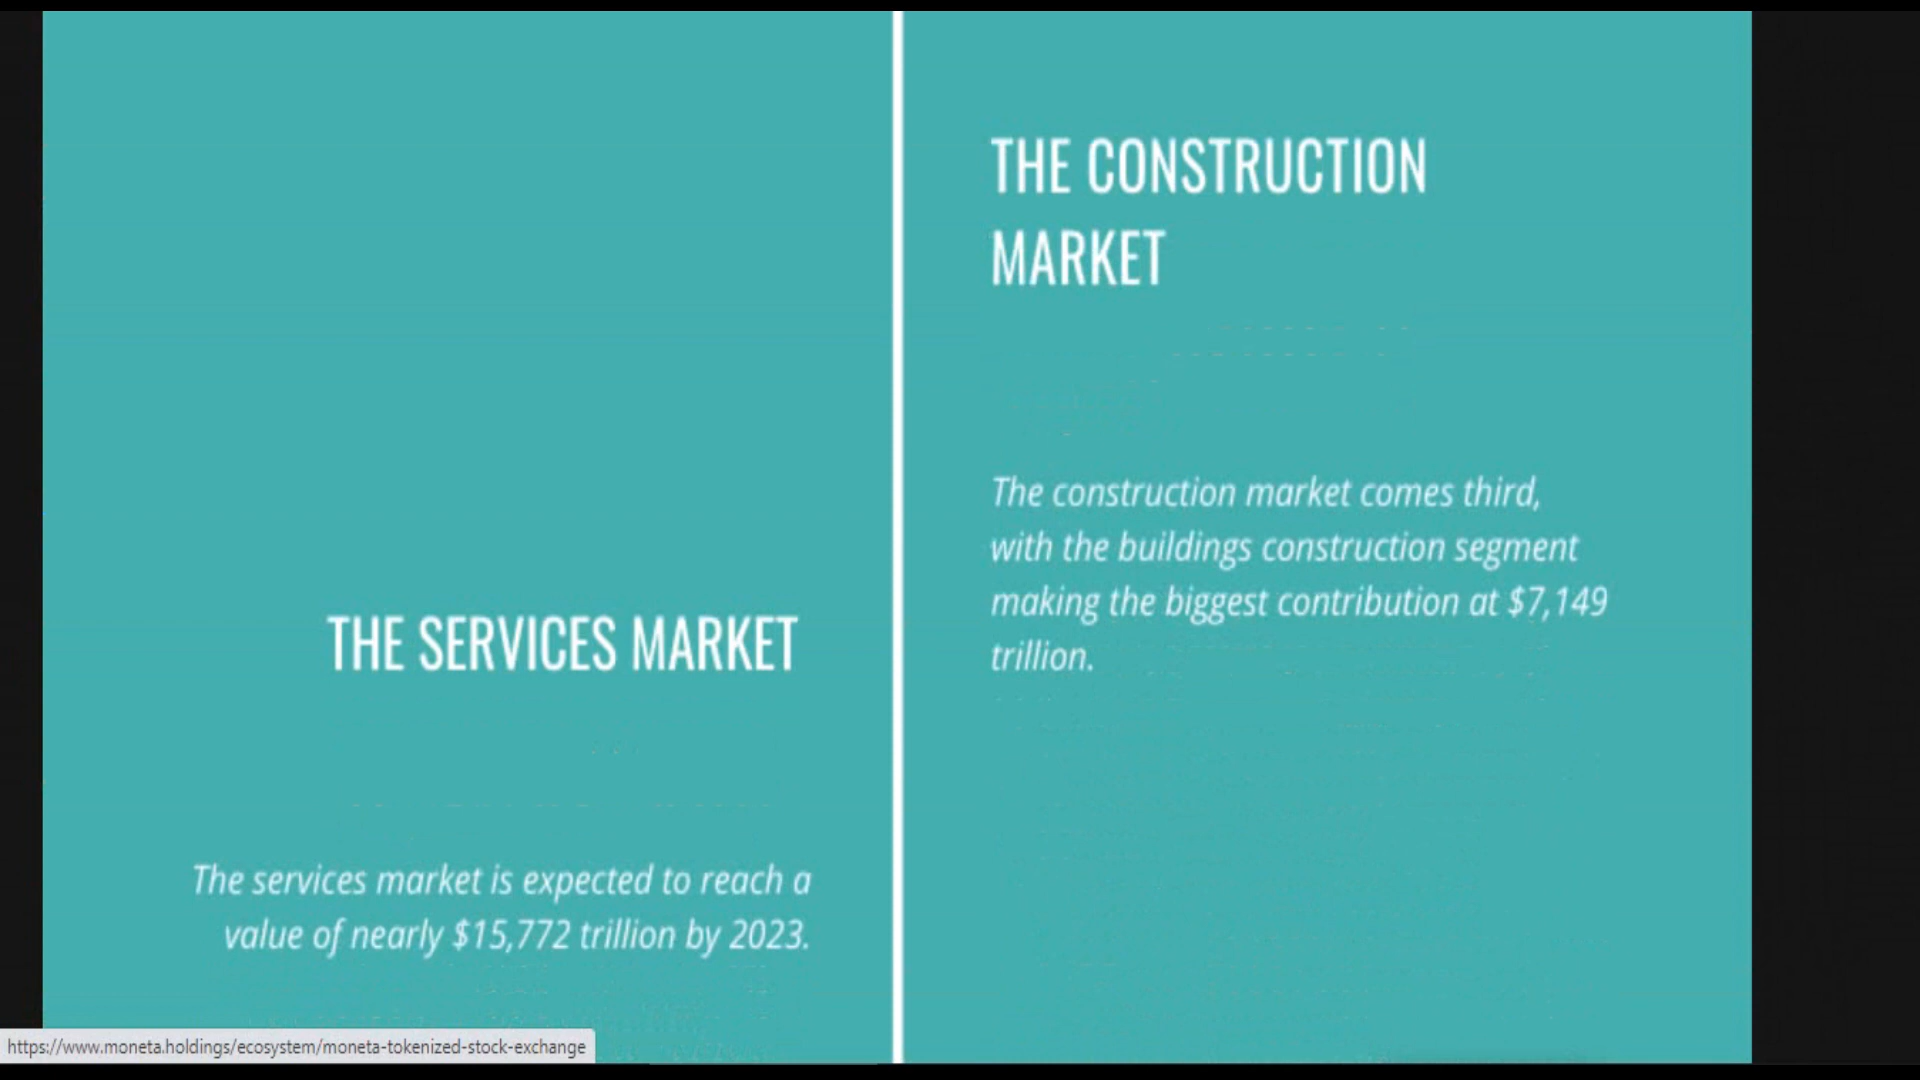 THE CONSTRUCTION
MARKET
The construction market comes third,
with the buildings construction segment
making the biggest contribution at $7,149
trillion.
THE SERVICES MARKET
The services market is expected to reach a
value of nearly $15,772 trillion by 2023.
https://www.moneta.holdings/ecosystem/moneta-tokenized-stock-exchange